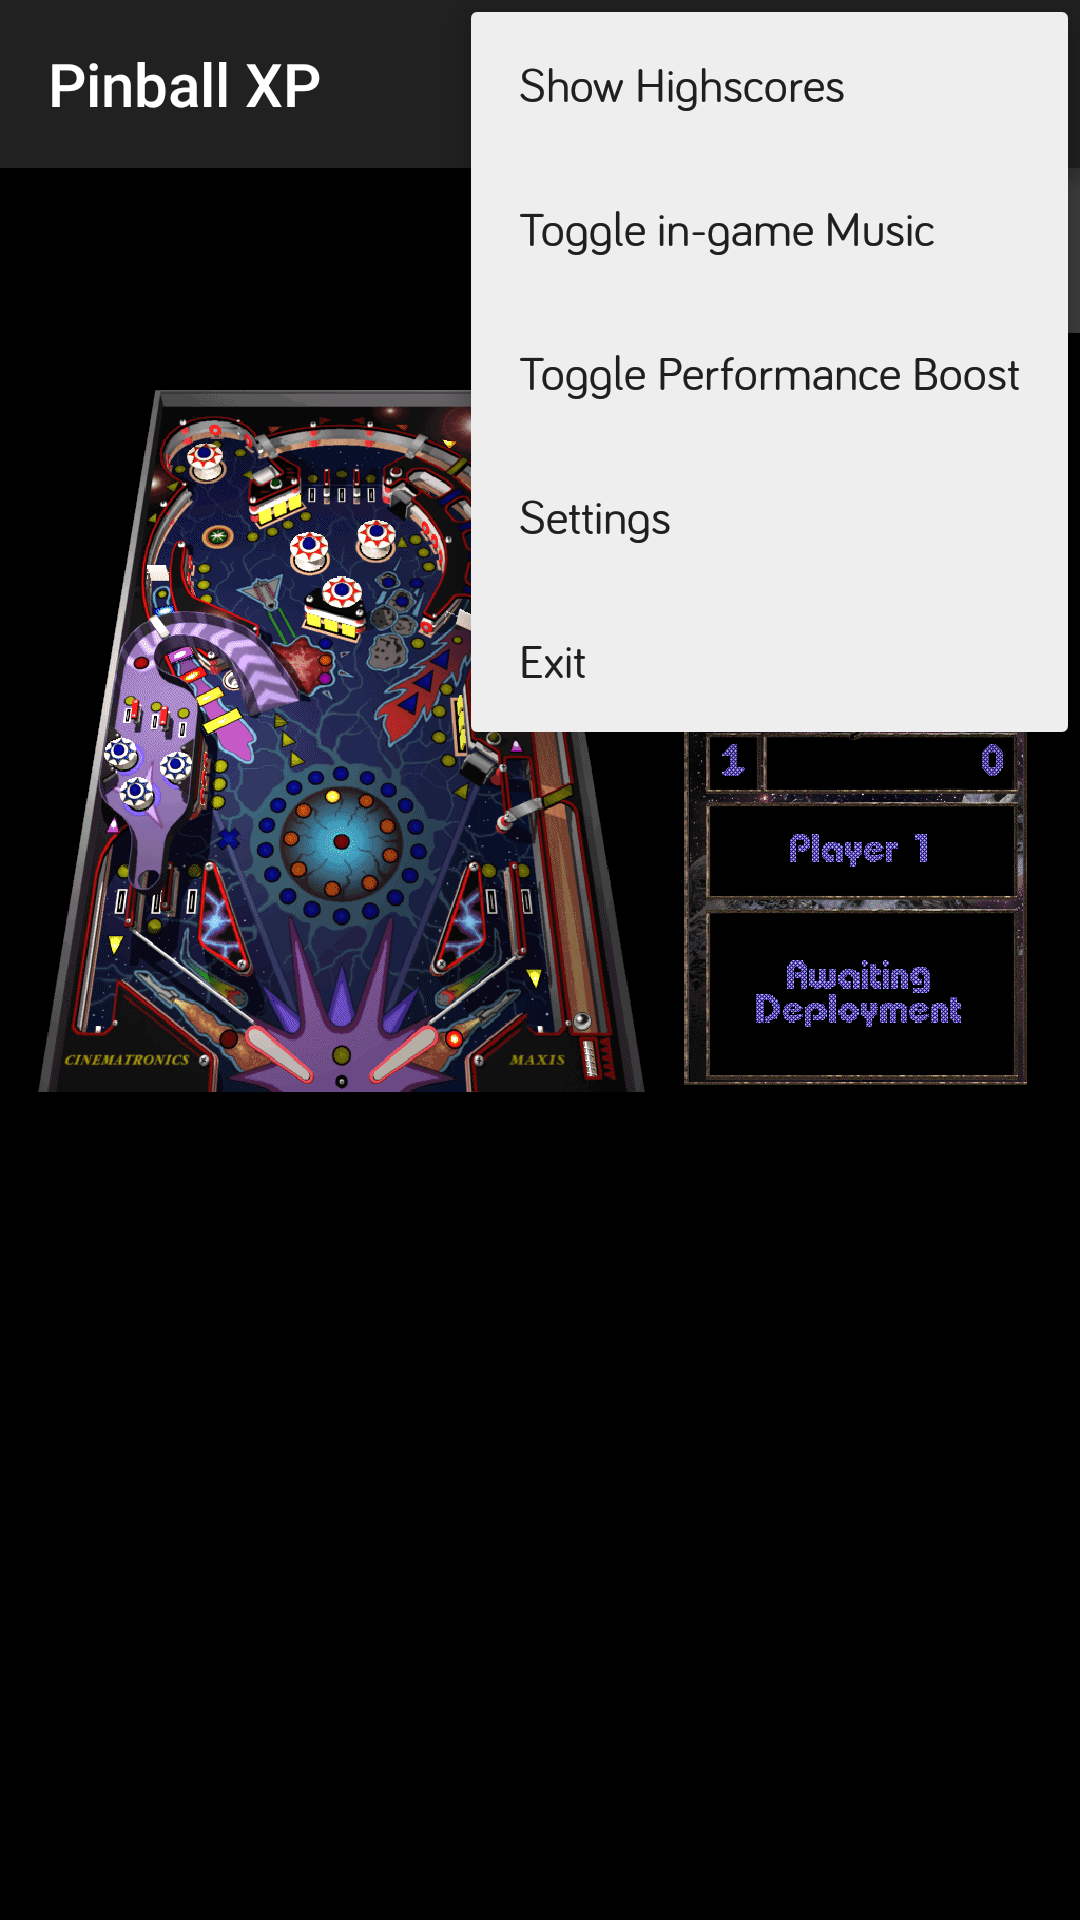 Pinball XP
Show Highscores
Toggle in-game Music
Toggle Performance Boost
Settings
Exit
1 0
Player 1
Awaiting
Deployment
CINEMATRONICS MAXIS